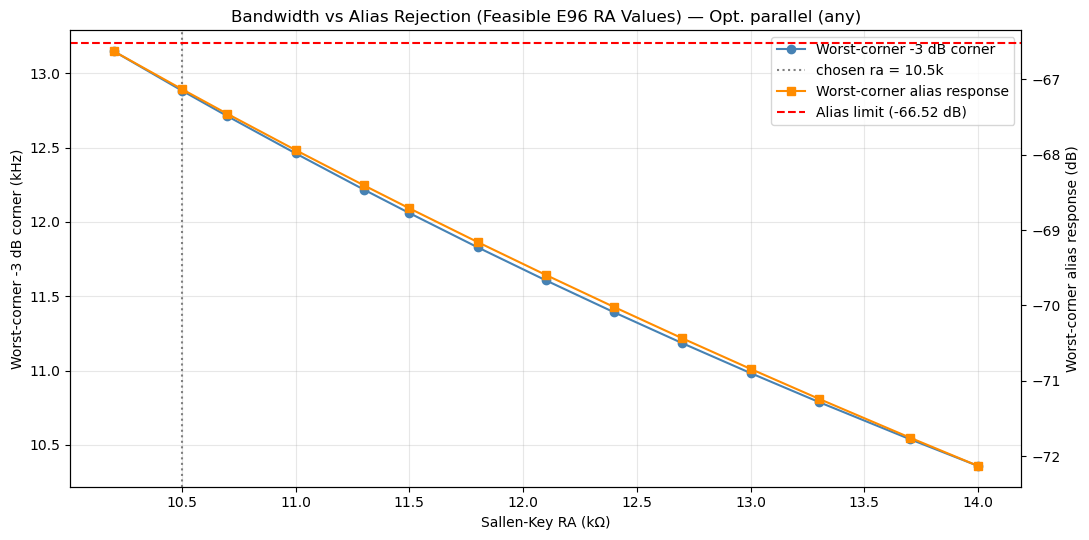 Bandwidth vs Alias Rejection (Feasible E96 RA Values) — Opt. parallel (any)
Worst-corner -3 dB corner
chosen ra = 10.5k
Worst-corner alias response
Alias limit (-66.52 dB)
Worst-corner -3 dB corner (kHz)
13.0
12.5
12.0
11.5
11.0
10.5
−67
−68
−69
−70
−71
−72
Worst-corner alias response (dB)
10.5 11.0 11.5 12.0 12.5 13.0 13.5 14.0
Sallen-Key RA (kΩ)